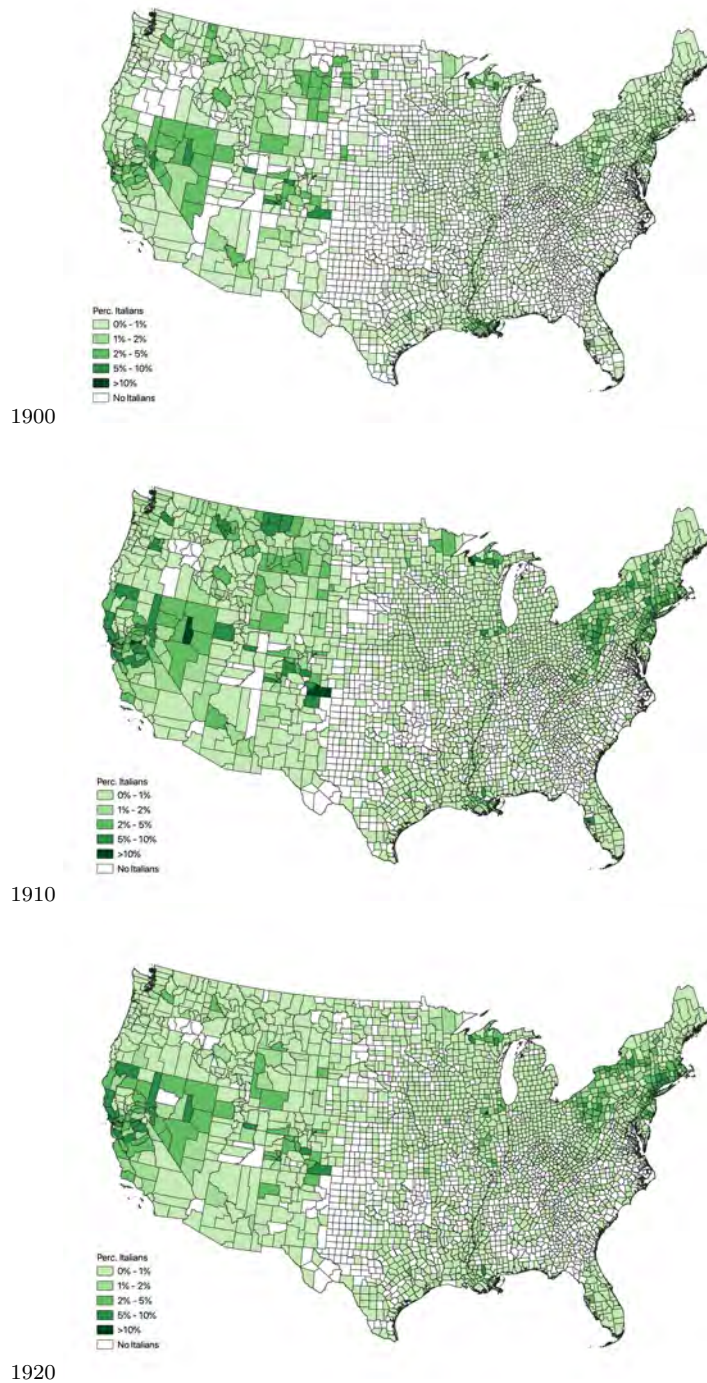 Perc. Italians
0% - 1%
1% - 2%
2% - 5%
5% - 10%
>10%
No Italians
1900
Perc. Italians
0% - 1%
1% - 2%
2% - 5%
5% - 10%
>10%
No Italians
1910
Perc. Italians
0% - 1%
1% - 2%
2% - 5%
5% - 10%
>10%
No Italians
1920